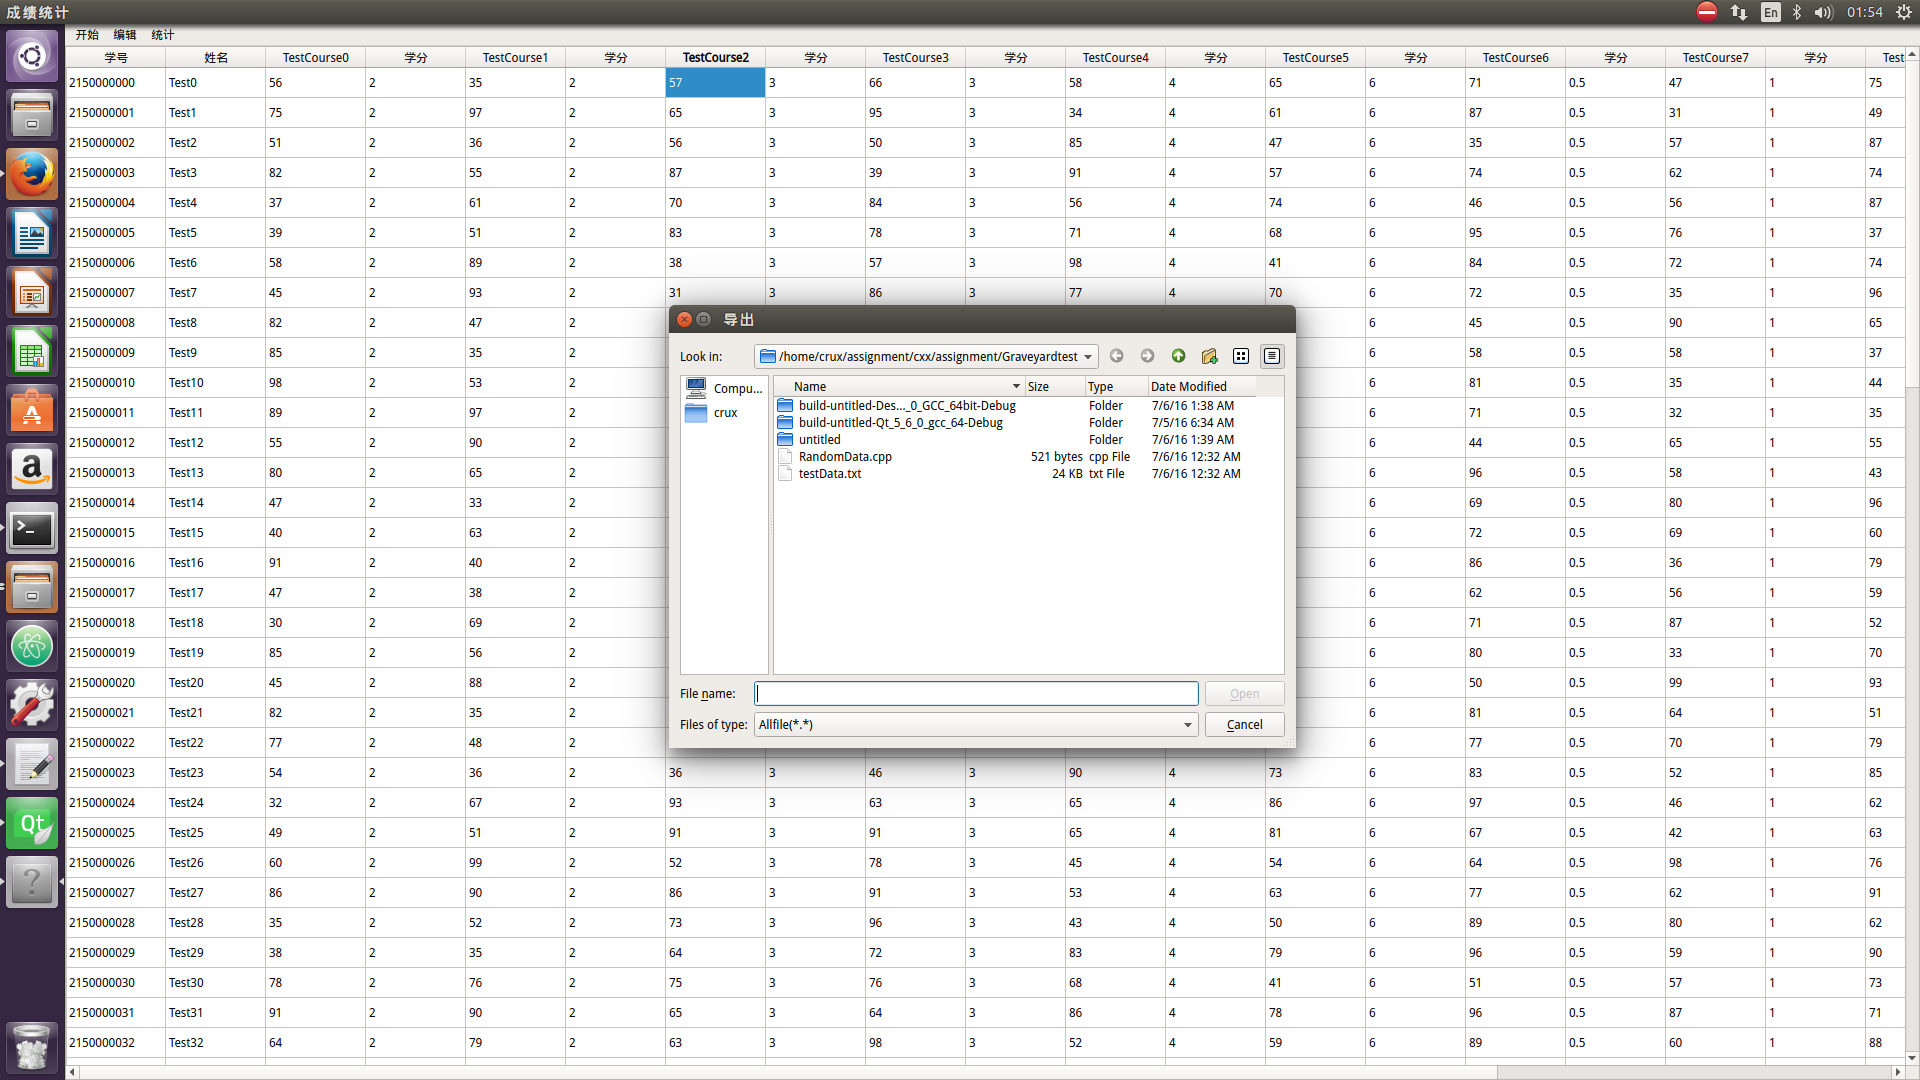 成绩统计 En 01:54
开始 编辑 统计
学号 姓名 TestCourse0 学分 TestCourse1 学分 TestCourse2 学分 TestCourse3 学分 TestCourse4 学分 TestCourse5 学分 TestCourse6 学分 TestCourse7 学分 Test
2150000000 Test0 56 2 35 2 57 3 66 3 58 4 65 6 71 0.5 47 1 75
2150000001 Test1 75 2 97 2 65 3 95 3 34 4 61 6 87 0.5 31 1 49
2150000002 Test2 51 2 36 2 56 3 50 3 85 4 47 6 35 0.5 57 1 87
2150000003 Test3 82 2 55 2 87 3 39 3 91 4 57 6 74 0.5 62 1 74
2150000004 Test4 37 2 61 2 70 3 84 3 56 4 74 6 46 0.5 56 1 87
2150000005 Test5 39 2 51 2 83 3 78 3 71 4 68 6 95 0.5 76 1 37
2150000006 Test6 58 2 89 2 38 3 57 3 98 4 41 6 84 0.5 72 1 74
2150000007 Test7 45 2 93 2 31 3 86 3 77 4 70 6 72 0.5 35 1 96
2150000008 Test8 82 2 47 2 6 45 0.5 90 1 65
2150000009 Test9 85 2 35 2 6 58 0.5 58 1 37
2150000010 Test10 98 2 53 2 6 81 0.5 35 1 44
2150000011 Test11 89 2 97 2 6 71 0.5 32 1 35
2150000012 Test12 55 2 90 2 6 44 0.5 65 1 55
2150000013 Test13 80 2 65 2 6 96 0.5 58 1 43
2150000014 Test14 47 2 33 2 6 69 0.5 80 1 96
2150000015 Test15 40 2 63 2 6 72 0.5 69 1 60
2150000016 Test16 91 2 40 2 6 86 0.5 36 1 79
2150000017 Test17 47 2 38 2 6 62 0.5 56 1 59
2150000018 Test18 30 2 69 2 6 71 0.5 87 1 52
2150000019 Test19 85 2 56 2 6 80 0.5 33 1 70
2150000020 Test20 45 2 88 2 6 50 0.5 99 1 93
2150000021 Test21 82 2 35 2 6 81 0.5 64 1 51
2150000022 Test22 77 2 48 2 6 77 0.5 70 1 79
2150000023 Test23 54 2 36 2 36 3 46 3 90 4 73 6 83 0.5 52 1 85
2150000024 Test24 32 2 67 2 93 3 63 3 65 4 86 6 97 0.5 46 1 62
2150000025 Test25 49 2 51 2 91 3 91 3 65 4 81 6 67 0.5 42 1 63
2150000026 Test26 60 2 99 2 52 3 78 3 45 4 54 6 64 0.5 98 1 76
2150000027 Test27 86 2 90 2 86 3 91 3 53 4 63 6 77 0.5 62 1 91
2150000028 Test28 35 2 52 2 73 3 96 3 43 4 50 6 89 0.5 80 1 62
2150000029 Test29 38 2 35 2 64 3 72 3 83 4 79 6 96 0.5 59 1 90
2150000030 Test30 78 2 76 2 75 3 76 3 68 4 41 6 51 0.5 57 1 73
2150000031 Test31 91 2 90 2 65 3 64 3 86 4 78 6 96 0.5 87 1 71
2150000032 Test32 64 2 79 2 63 3 98 3 52 4 59 6 89 0.5 60 1 88
导出
Look in: /home/crux/assignment/cxx/assignment/Graveyardtest
Compu...
crux
Name Size Type Date Modified
build-untitled-Des..._0_GCC_64bit-Debug Folder 7/6/16 1:38 AM
build-untitled-Qt_5_6_0_gcc_64-Debug Folder 7/5/16 6:34 AM
untitled Folder 7/6/16 1:39 AM
RandomData.cpp 521 bytes cpp File 7/6/16 12:32 AM
testData.txt 24 KB txt File 7/6/16 12:32 AM
File name: Open
Files of type: Allfile(*.*) Cancel
Qt